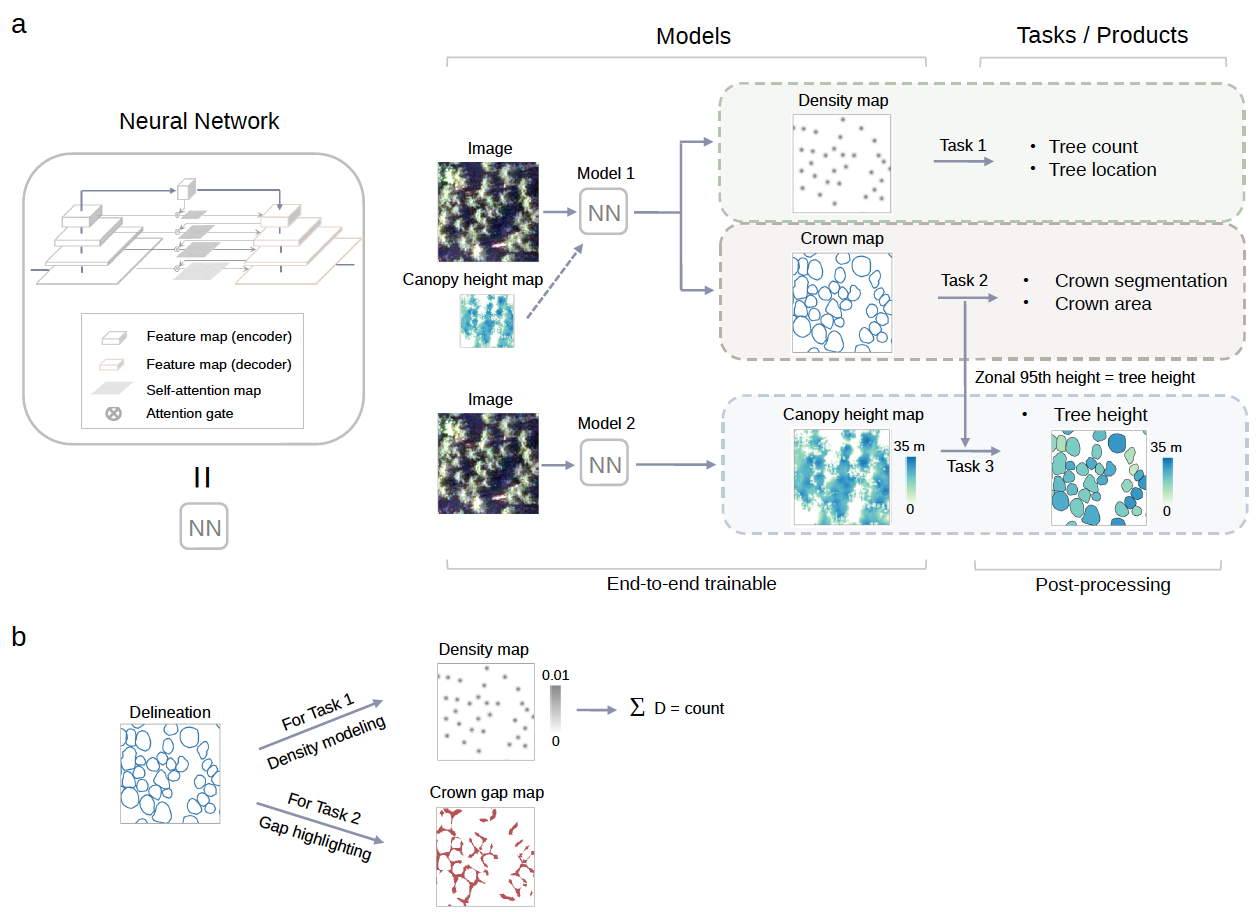 a
Models
Tasks / Products
Neural Network
Feature map (encoder)
Feature map (decoder)
Self-attention map
Attention gate
NN
Image
Canopy height map
Model 1
NN
Density map
Task 1
• Tree count
• Tree location
Crown map
Task 2
• Crown segmentation
• Crown area
Zonal 95th height = tree height
Image
Model 2
NN
Canopy height map
35 m
0
Task 3
• Tree height
35 m
0
End-to-end trainable
Post-processing
b
Delineation
For Task 1
Density modeling
For Task 2
Gap highlighting
Density map
0.01
0
Σ D = count
Crown gap map